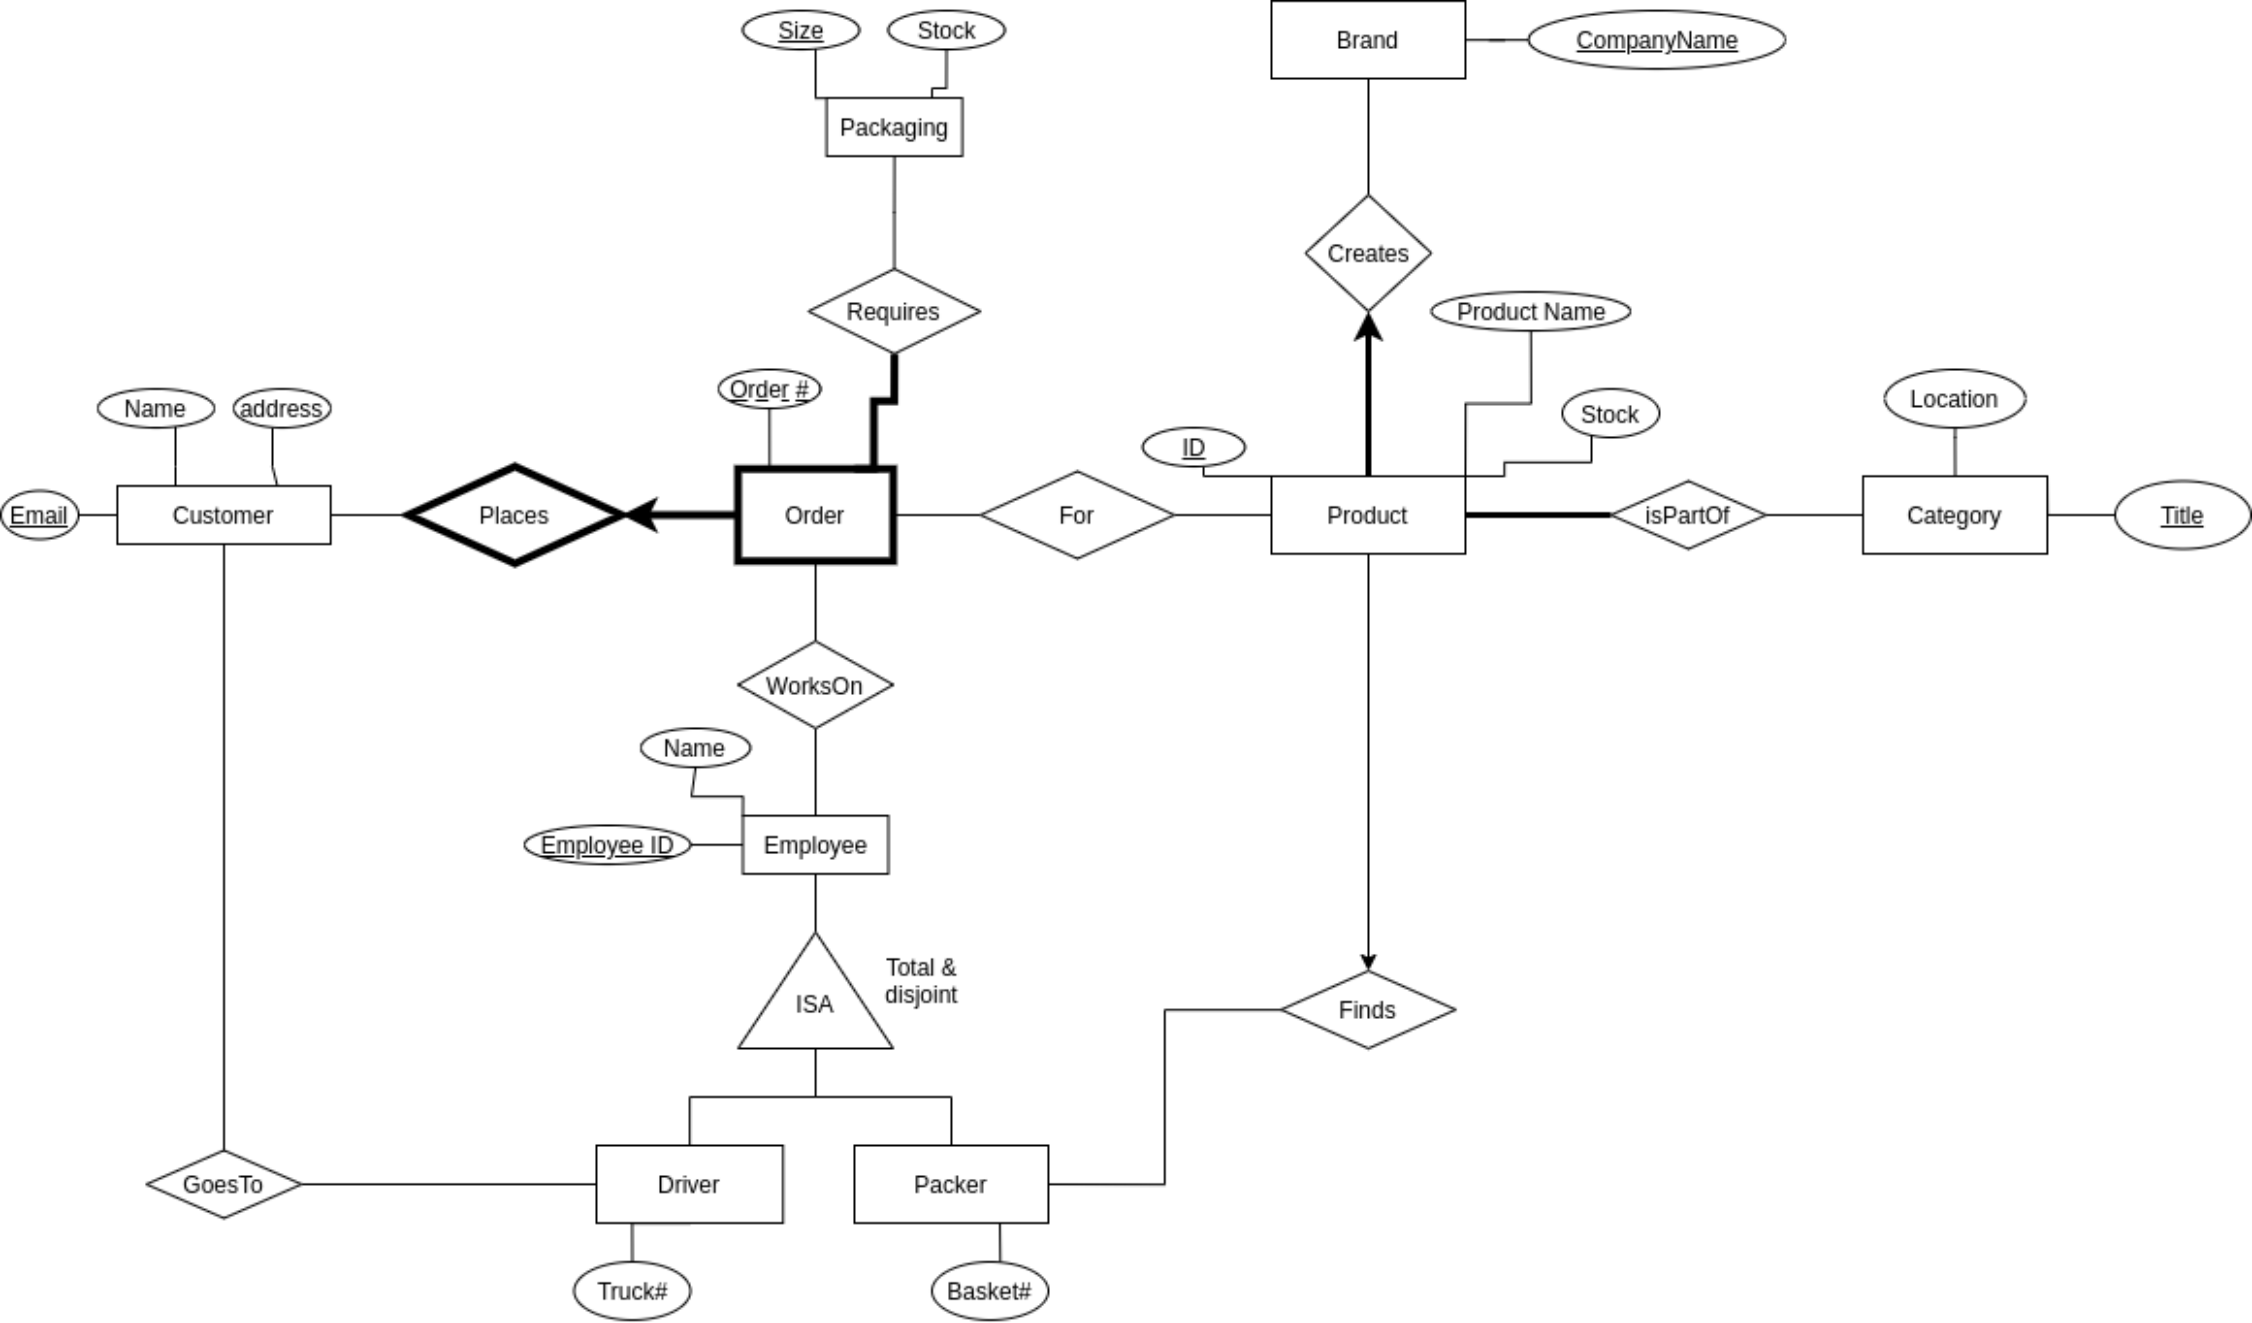 Size
Stock
Brand
CompanyName
Packaging
Creates
Requires
Product Name
Order #
Name
address
Location
Stock
ID
Email
Customer
Places
Order
For
Product
isPartOf
Category
Title
WorksOn
Name
Employee ID
Employee
Total &
disjoint
ISA
Finds
GoesTo
Driver
Packer
Truck#
Basket#